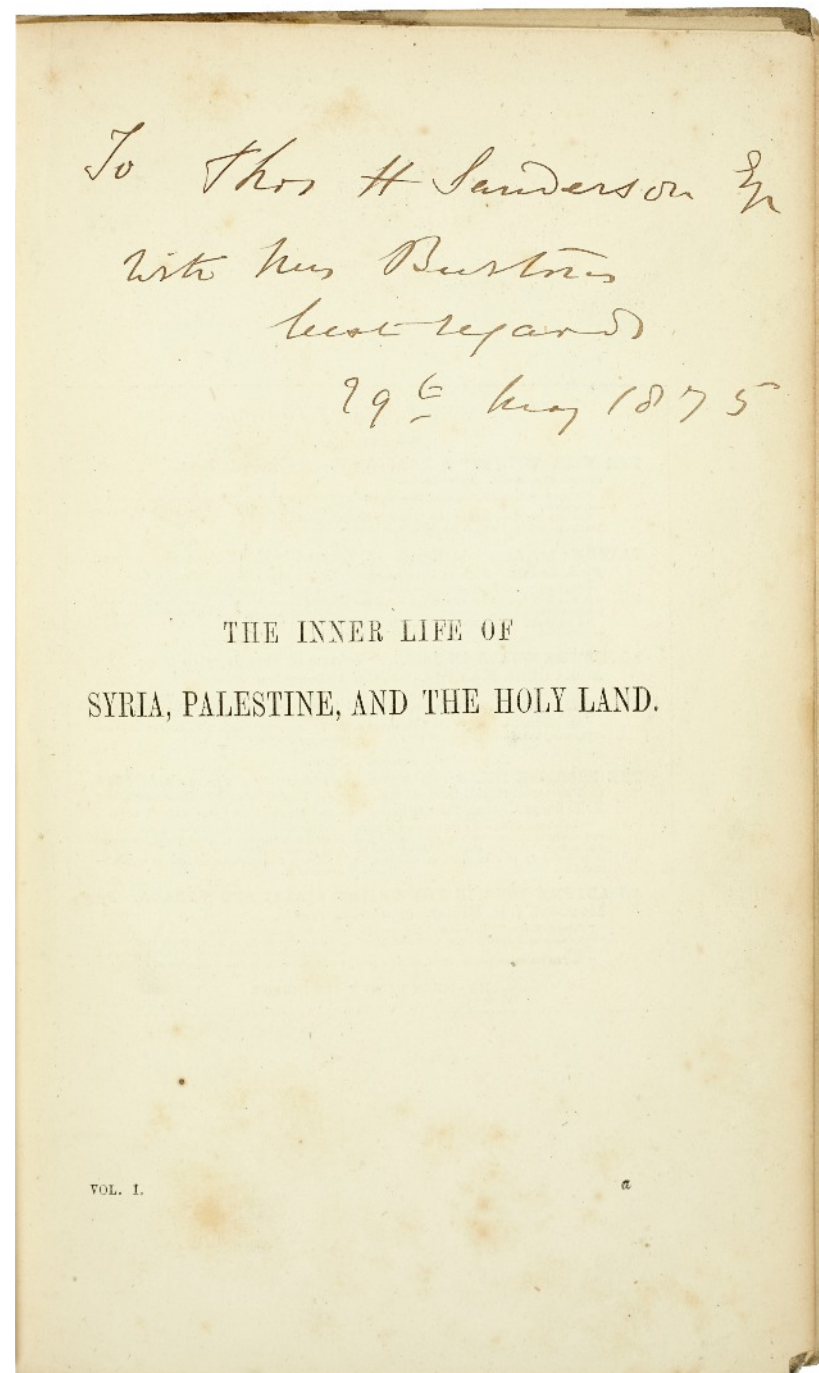 To Thos H Sanderson Esq
With Mrs Burton's
best regards
29th May 1875
THE INNER LIFE OF
SYRIA, PALESTINE, AND THE HOLY LAND.
VOL. I.
a